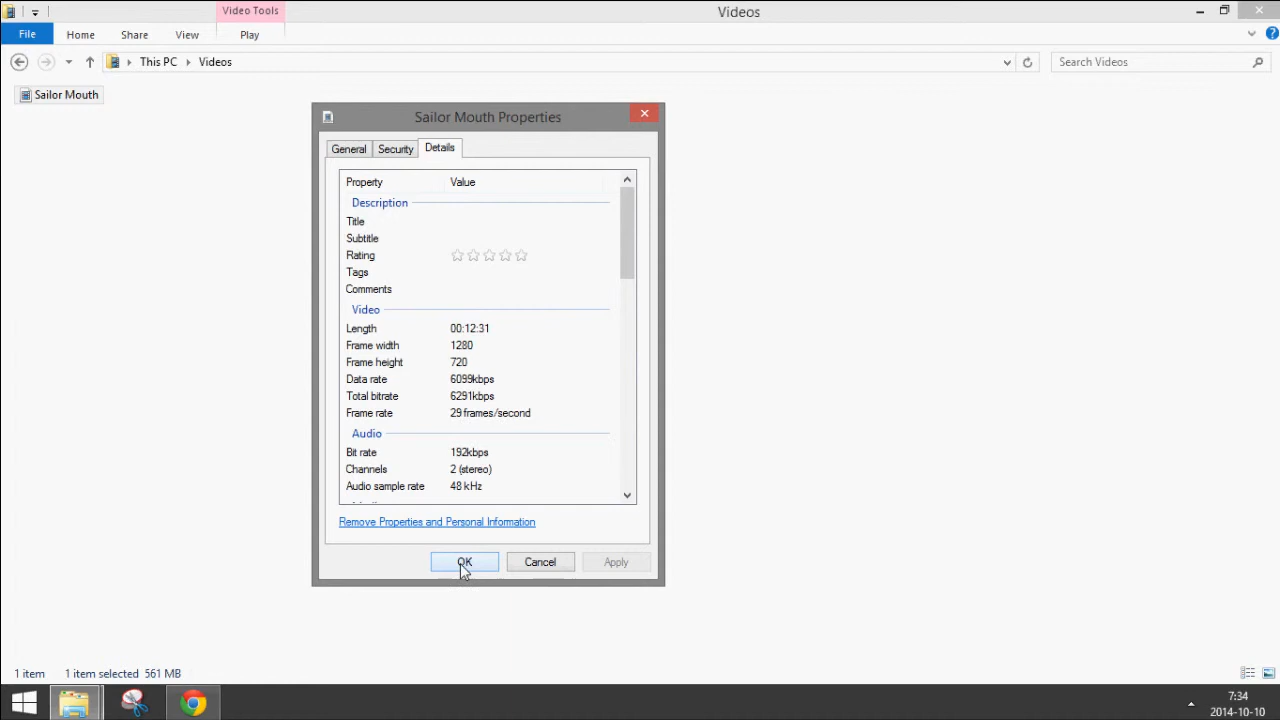 Video Tools
Videos
File
Home
Share
View
Play
This PC
Videos
Search Videos
Sailor Mouth
Sailor Mouth Properties
General
Security
Details
Property Value
Description
Title
Subtitle
Rating
Tags
Comments
Video
Length 00:12:31
Frame width 1280
Frame height 720
Data rate 6099kbps
Total bitrate 6291kbps
Frame rate 29 frames/second
Audio
Bit rate 192kbps
Channels 2 (stereo)
Audio sample rate 48 kHz
Remove Properties and Personal Information
OK
Cancel
Apply
1 item 1 item selected 561 MB
7:34
2014-10-10